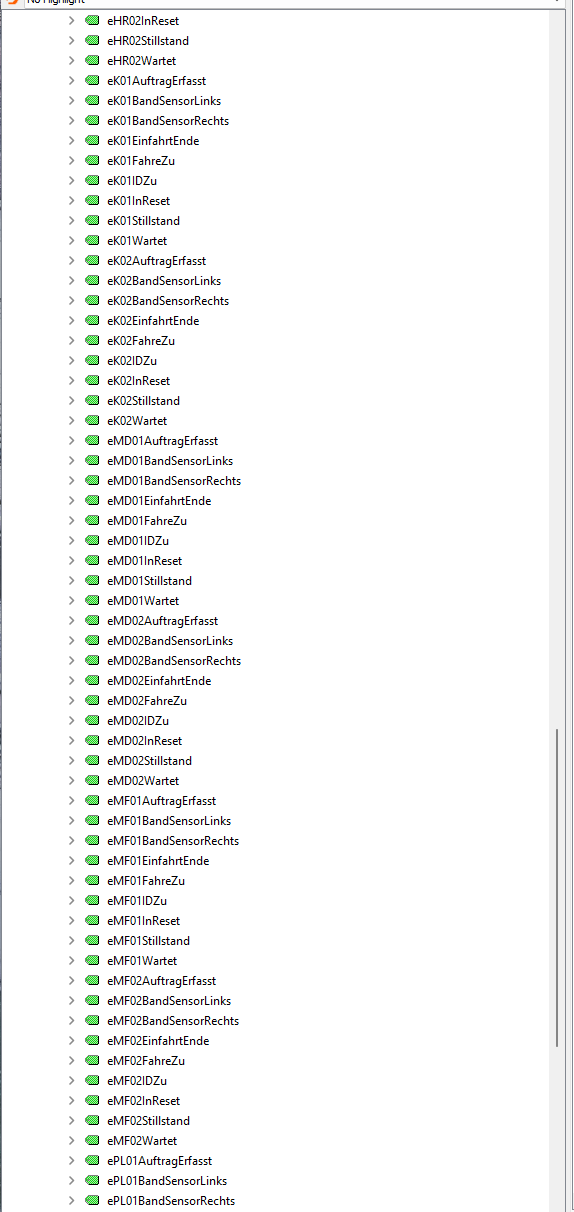 No Highlight
eHR02InReset
eHR02Stillstand
eHR02Wartet
eK01AuftragErfasst
eK01BandSensorLinks
eK01BandSensorRechts
eK01EinfahrtEnde
eK01FahreZu
eK01IDZu
eK01InReset
eK01Stillstand
eK01Wartet
eK02AuftragErfasst
eK02BandSensorLinks
eK02BandSensorRechts
eK02EinfahrtEnde
eK02FahreZu
eK02IDZu
eK02InReset
eK02Stillstand
eK02Wartet
eMD01AuftragErfasst
eMD01BandSensorLinks
eMD01BandSensorRechts
eMD01EinfahrtEnde
eMD01FahreZu
eMD01IDZu
eMD01InReset
eMD01Stillstand
eMD01Wartet
eMD02AuftragErfasst
eMD02BandSensorLinks
eMD02BandSensorRechts
eMD02EinfahrtEnde
eMD02FahreZu
eMD02IDZu
eMD02InReset
eMD02Stillstand
eMD02Wartet
eMF01AuftragErfasst
eMF01BandSensorLinks
eMF01BandSensorRechts
eMF01EinfahrtEnde
eMF01FahreZu
eMF01IDZu
eMF01InReset
eMF01Stillstand
eMF01Wartet
eMF02AuftragErfasst
eMF02BandSensorLinks
eMF02BandSensorRechts
eMF02EinfahrtEnde
eMF02FahreZu
eMF02IDZu
eMF02InReset
eMF02Stillstand
eMF02Wartet
ePL01AuftragErfasst
ePL01BandSensorLinks
ePL01BandSensorRechts